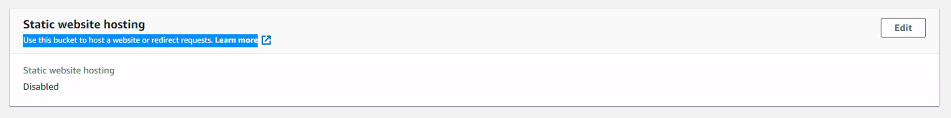 Static website hosting
Edit
Use this bucket to host a website or redirect requests. Learn more
Static website hosting
Disabled